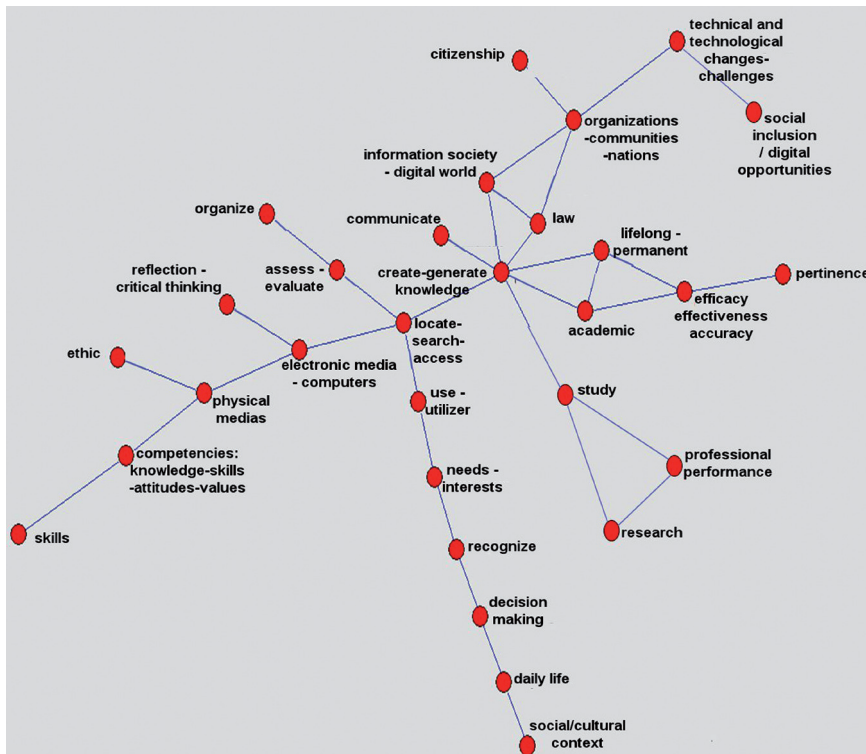 technical and
technological
changes-
challenges
citizenship
social
inclusion
/ digital
opportunities
organizations
-communities
-nations
information society
- digital world
organize
communicate
law
lifelong -
permanent
reflection -
critical thinking
assess -
evaluate
create-generate
knowledge
pertinence
efficacy
effectiveness
accuracy
academic
locate-
search-
access
ethic
electronic media
- computers
physical
medias
use -
utilizer
study
competencies:
knowledge-skills
-attitudes-values
professional
performance
needs -
interests
skills
research
recognize
decision
making
daily life
social/cultural
context